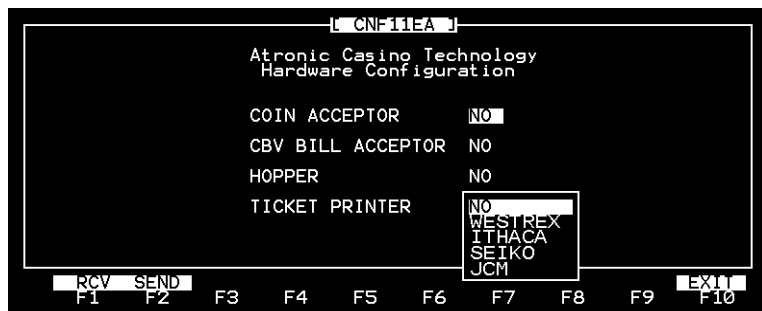 [ CNF11EA ]
Atronic Casino Technology
Hardware Configuration
COIN ACCEPTOR NO
CBV BILL ACCEPTOR NO
HOPPER NO
TICKET PRINTER NO
WESTREX
ITHACA
SEIKO
JCM
RCV SEND EXIT
F1 F2 F3 F4 F5 F6 F7 F8 F9 F10